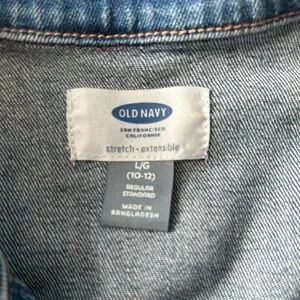 OLD NAVY
SAN FRANCISCO
CALIFORNIA
stretch • extensible
L/G
(10-12)
REGULAR
STANDARD
MADE IN
BANGLADESH